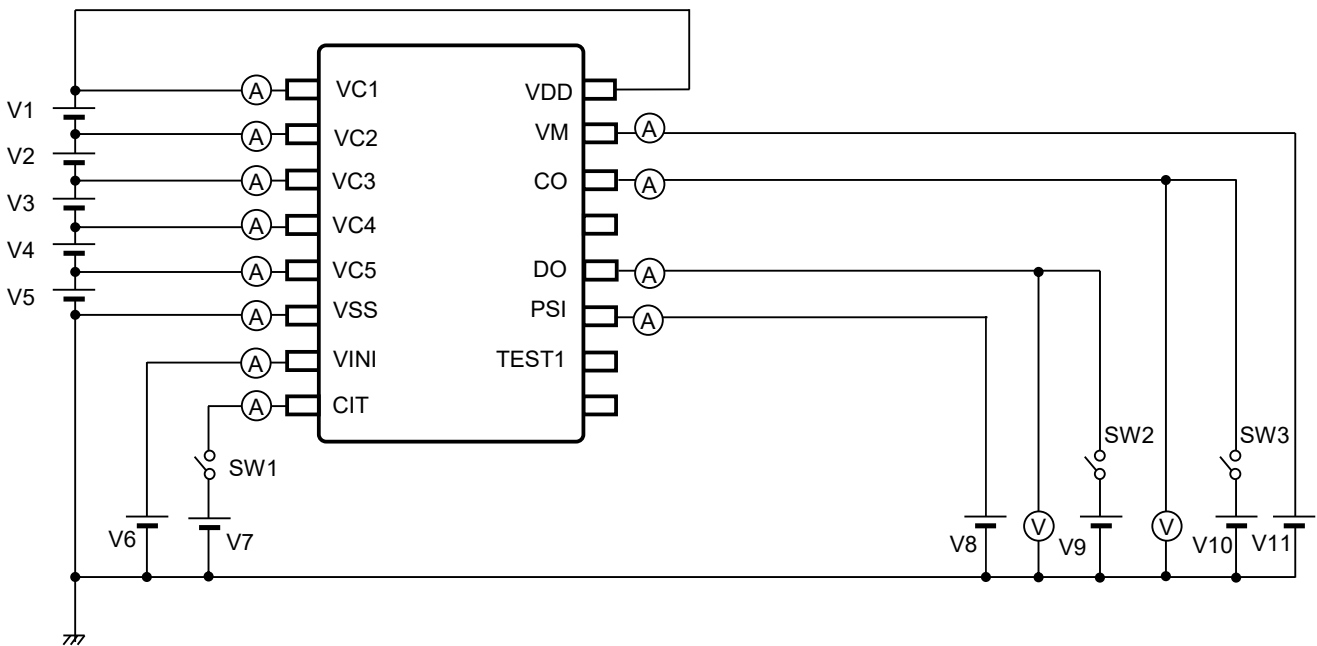 A VC1 VDD
V1
A VC2 VM A
V2
A VC3 CO A
V3
A VC4
V4
A VC5 DO A
V5
A VSS PSI A
A VINI TEST1
A CIT
SW1 SW2 SW3
V6 V7 V8 V V9 V V10 V11